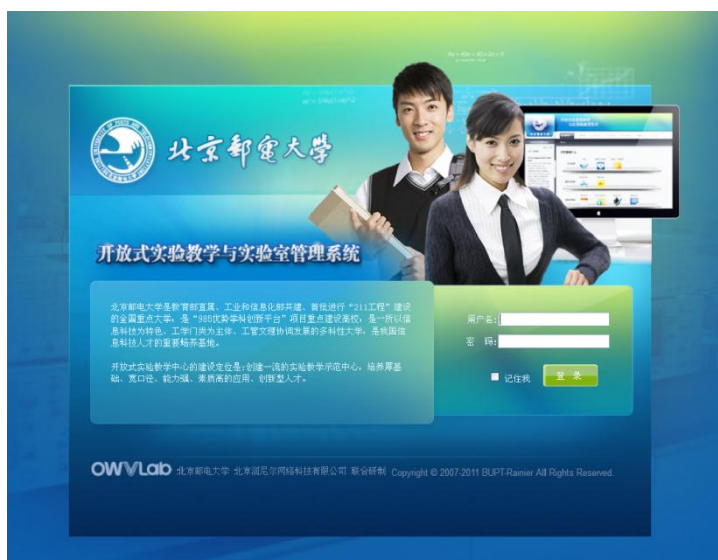 北京邮电大学
开放式实验教学与实验室管理系统
北京邮电大学是教育部直属、工业和信息化部共建、首批进行“211工程”建设
的全国重点大学，是“985优势学科创新平台”项目重点建设高校，是一所以信
息科技为特色、工学门类为主体、工管文理协调发展的多科性大学，是我国信
息科技人才的重要培养基地。
开放式实验教学中心的建设定位是:创建一流的实验教学示范中心，培养厚基
础、宽口径、能力强、素质高的应用、创新型人才。
用户名:
密 码:
记住我
登 录
OWVLab 北京邮电大学 北京润尼尔网络科技有限公司 联合研制 Copyright © 2007-2011 BUPT-Rainier All Rights Reserved.